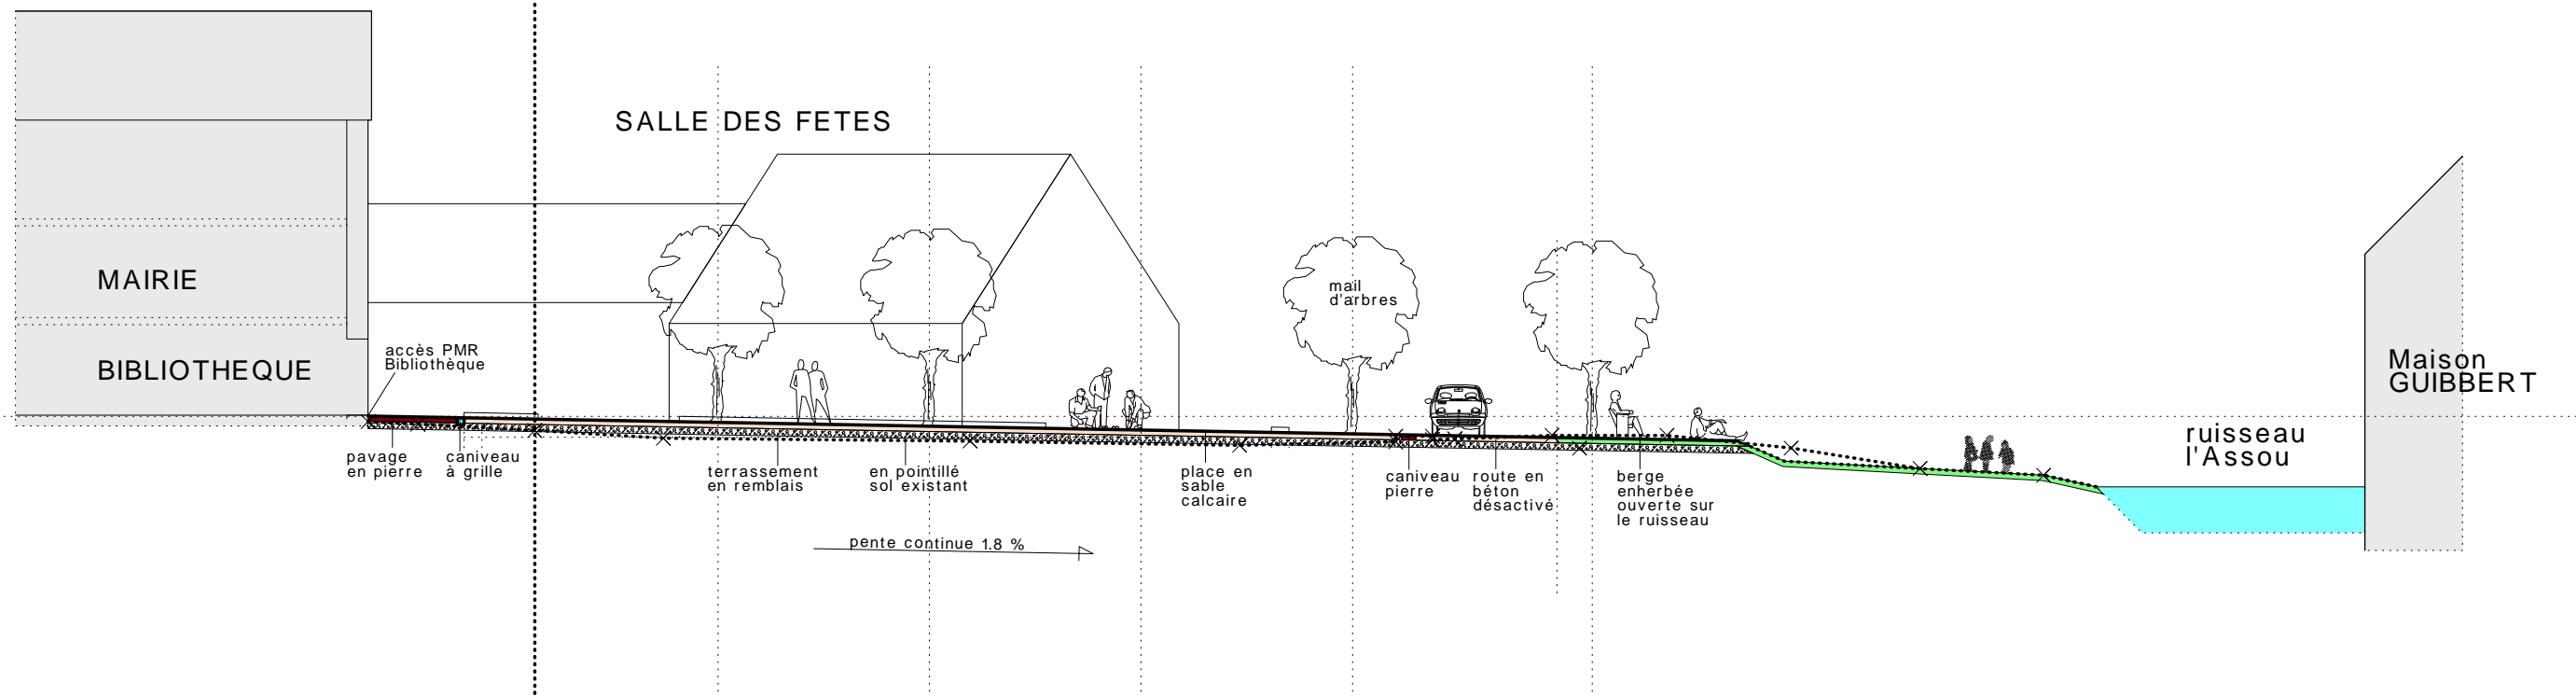 SALLE DES FETES
MAIRIE
BIBLIOTHEQUE
accès PMR
Bibliothèque
mail
d'arbres
Maison
GUIBBERT
ruisseau
l'Assou
pavage
en pierre
caniveau
à grille
terrassement
en remblais
en pointillé
sol existant
place en
sable
calcaire
caniveau
pierre
route en
béton
désactivé
berge
enherbée
ouverte sur
le ruisseau
pente continue 1.8 %